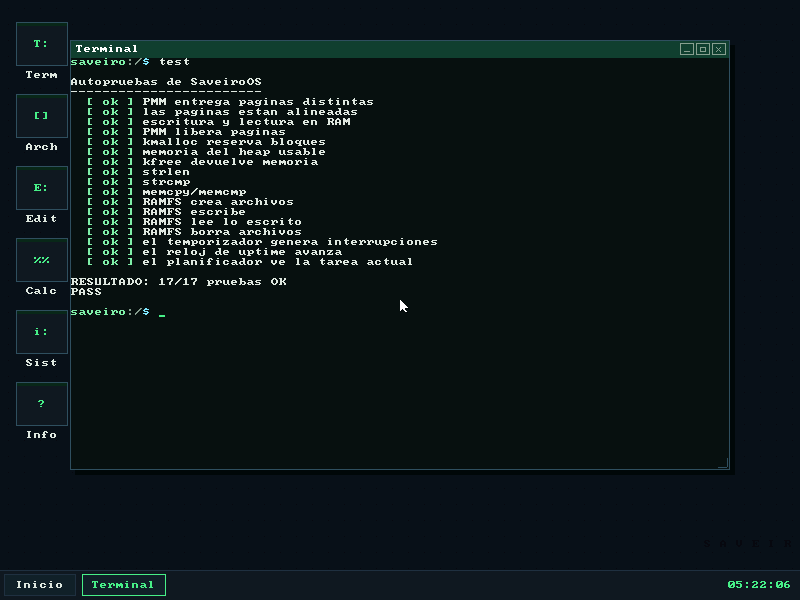 T:
Term
[]
Arch
E:
Edit
%%
Calc
i:
Sist
?
Info
Terminal
saveiro:/$ test
Autopruebas de SaveiroOS
------------------------
[ ok ] PMM entrega paginas distintas
[ ok ] las paginas estan alineadas
[ ok ] escritura y lectura en RAM
[ ok ] PMM libera paginas
[ ok ] kmalloc reserva bloques
[ ok ] memoria del heap usable
[ ok ] kfree devuelve memoria
[ ok ] strlen
[ ok ] strcmp
[ ok ] memcpy/memcmp
[ ok ] RAMFS crea archivos
[ ok ] RAMFS escribe
[ ok ] RAMFS lee lo escrito
[ ok ] RAMFS borra archivos
[ ok ] el temporizador genera interrupciones
[ ok ] el reloj de uptime avanza
[ ok ] el planificador ve la tarea actual
RESULTADO: 17/17 pruebas OK
PASS
saveiro:/$ _
S A V E I R
Inicio
Terminal
05:22:06